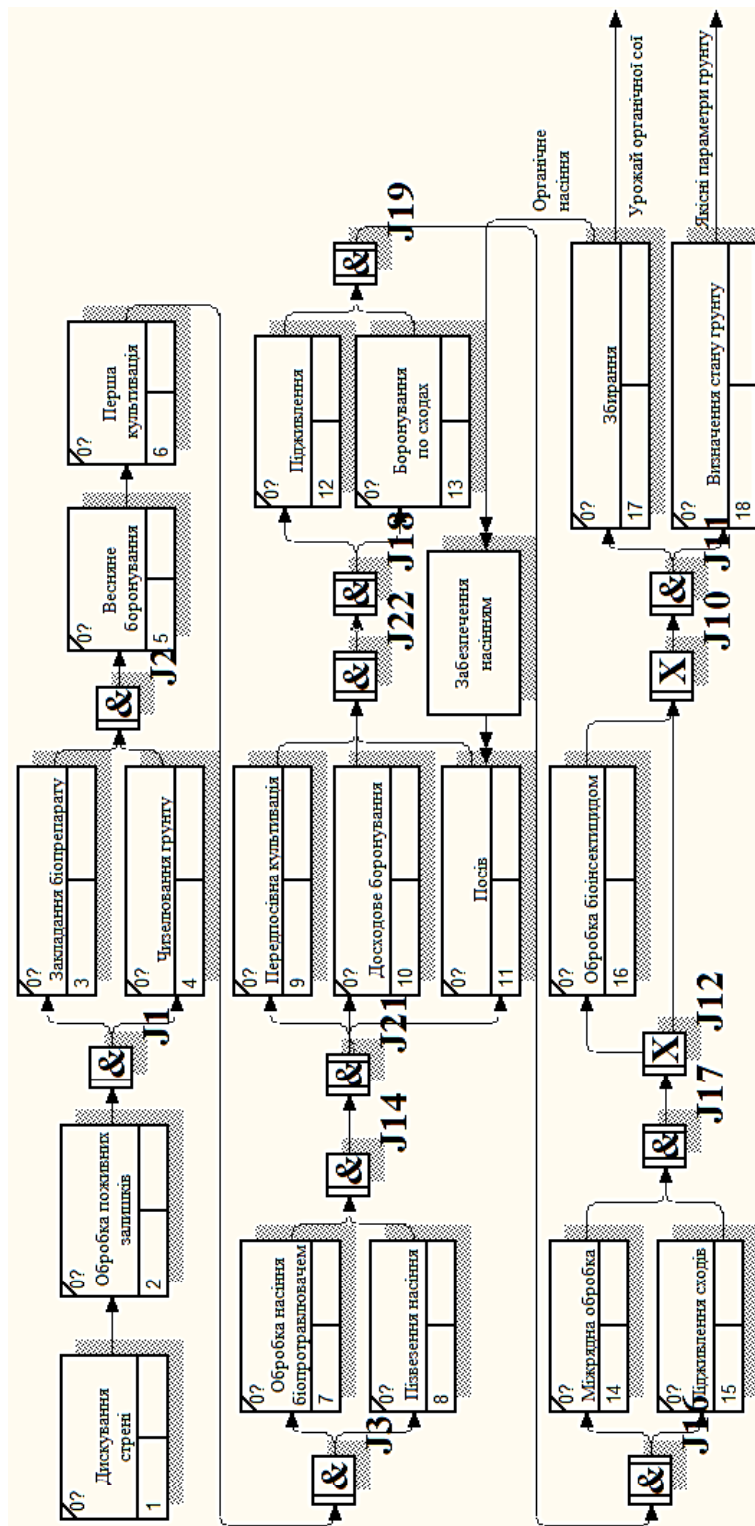 0?
Дискування
стрені
1
0?
Обробка поживних
залишків
2
&
J1
0?
Закладання біопрепарату
3
0?
Чизелювання грунту
4
&
J2
0?
Весняне
боронування
5
0?
Перша
культивація
6
&
J3
0?
Обробка насіння
біопротравлювачем
7
0?
Пізвезення насіння
8
&
J14
&
J21
0?
Передпосівна культивація
9
0?
Досходове боронування
10
0?
Посів
11
&
J22
&
J18
Забезпечення
насінням
0?
Підживлення
12
0?
Боронування
по сходах
13
&
J19
&
J16
0?
Міжрядна обробка
14
0?
Підживлення сходів
15
&
J17
X
J12
0?
Обробка біоінсектицидом
16
X
J10
&
J11
0?
Збирання
17
0?
Визначення стану грунту
18
Органічне
насіння
Урожай органічної сої
Якісні параметри грунту